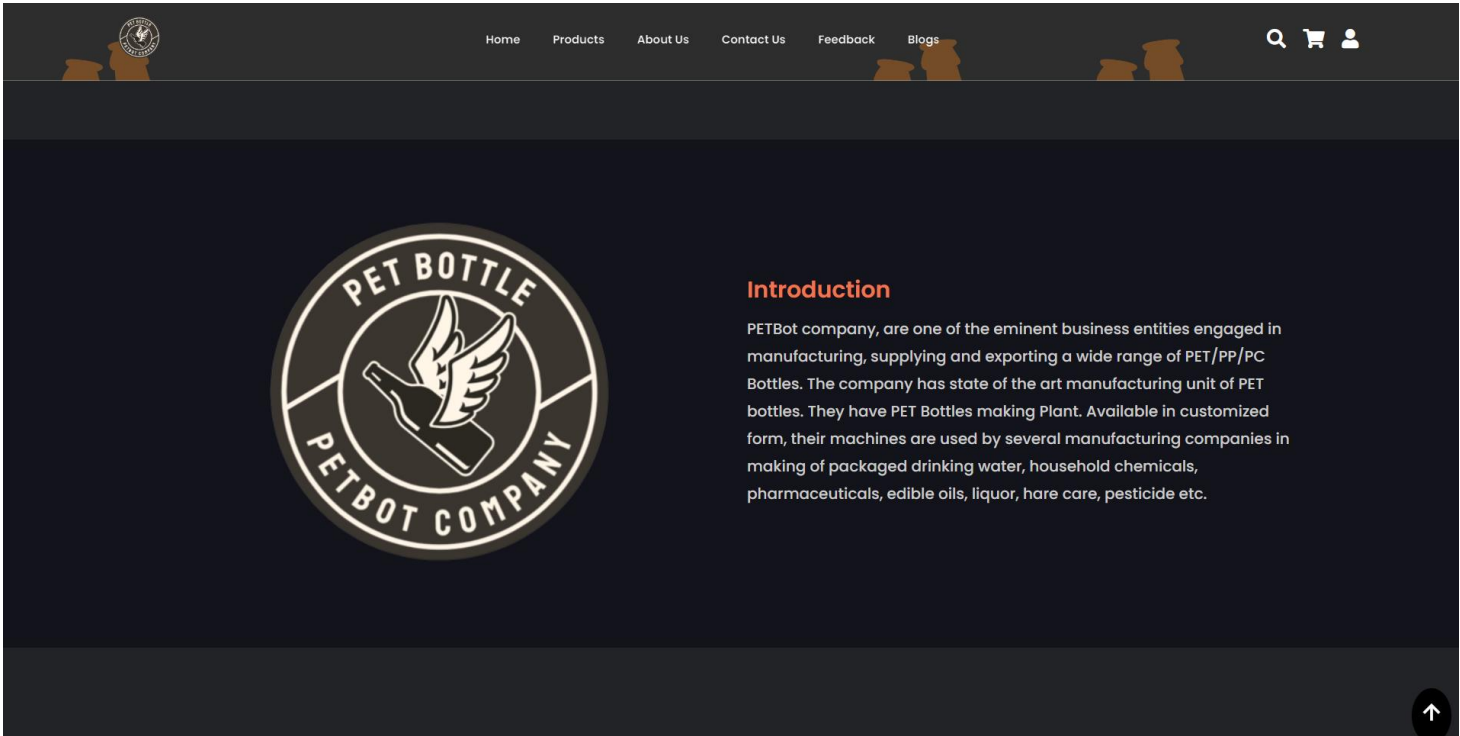 Home Products About Us Contact Us Feedback Blogs
PET BOTTLE
PETBOT COMPANY
Introduction
PETBot company, are one of the eminent business entities engaged in
manufacturing, supplying and exporting a wide range of PET/PP/PC
Bottles. The company has state of the art manufacturing unit of PET
bottles. They have PET Bottles making Plant. Available in customized
form, their machines are used by several manufacturing companies in
making of packaged drinking water, household chemicals,
pharmaceuticals, edible oils, liquor, hare care, pesticide etc.